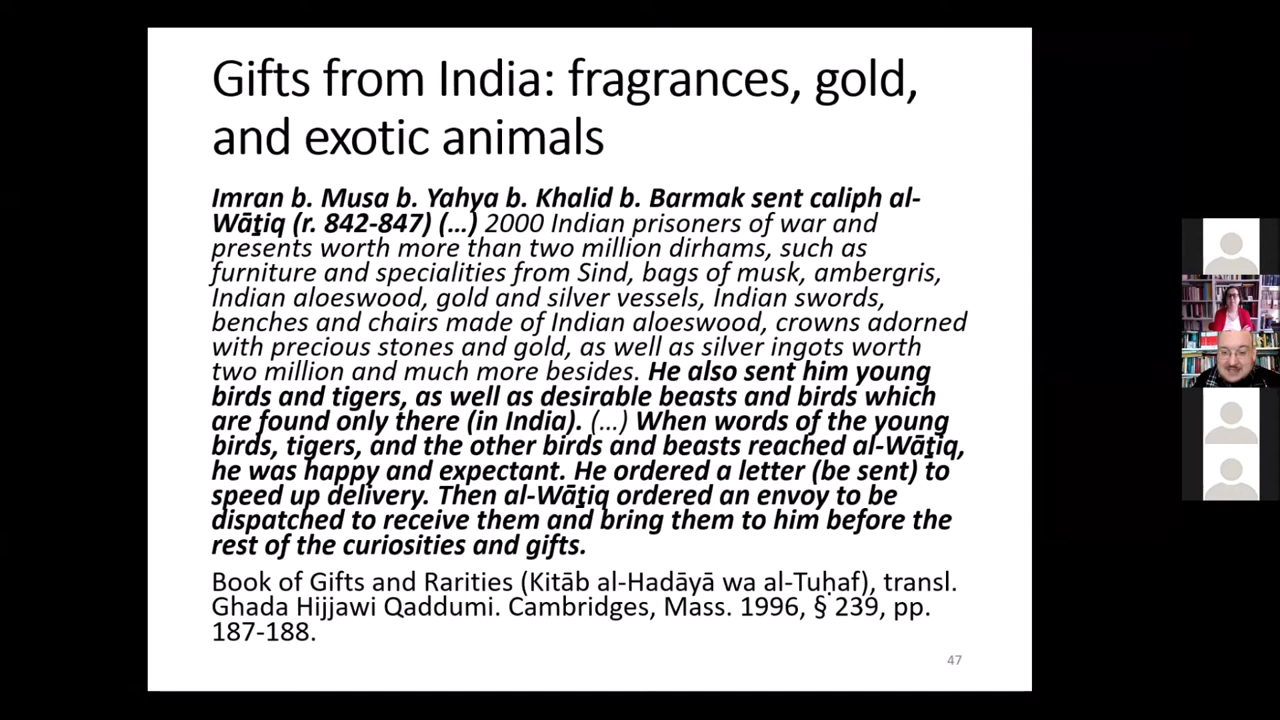 Gifts from India: fragrances, gold,
and exotic animals
Imran b. Musa b. Yahya b. Khalid b. Barmak sent caliph al-
Wāṯiq (r. 842-847) (…) 2000 Indian prisoners of war and
presents worth more than two million dirhams, such as
furniture and specialities from Sind, bags of musk, ambergris,
Indian aloeswood, gold and silver vessels, Indian swords,
benches and chairs made of Indian aloeswood, crowns adorned
with precious stones and gold, as well as silver ingots worth
two million and much more besides. He also sent him young
birds and tigers, as well as desirable beasts and birds which
are found only there (in India). (…) When words of the young
birds, tigers, and the other birds and beasts reached al-Wāṯiq,
he was happy and expectant. He ordered a letter (be sent) to
speed up delivery. Then al-Wāṯiq ordered an envoy to be
dispatched to receive them and bring them to him before the
rest of the curiosities and gifts.
Book of Gifts and Rarities (Kitāb al-Hadāyā wa al-Tuḥaf), transl.
Ghada Hijjawi Qaddumi. Cambridges, Mass. 1996, § 239, pp.
187-188.
47